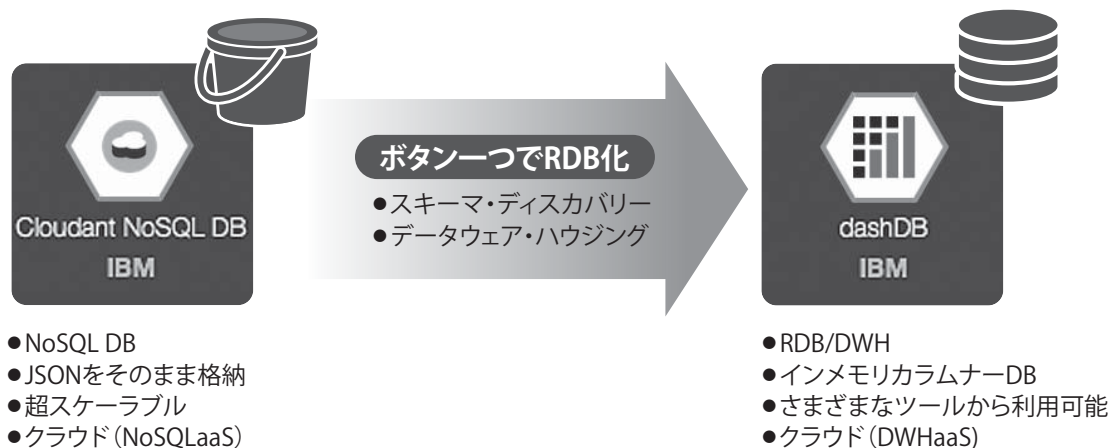 Cloudant NoSQL DB
IBM
●NoSQL DB
●JSONをそのまま格納
●超スケーラブル
●クラウド（NoSQLaaS）
ボタン一つでRDB化
●スキーマ・ディスカバリー
●データウェア・ハウジング
dashDB
IBM
●RDB/DWH
●インメモリカラムナーDB
●さまざまなツールから利用可能
●クラウド（DWHaaS)